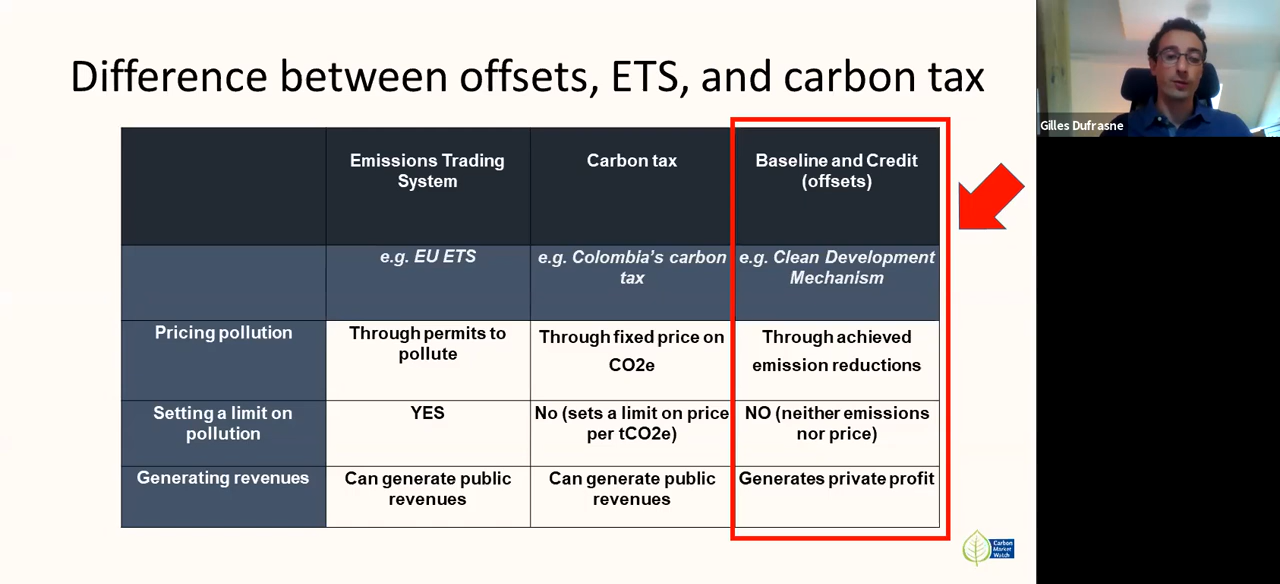 Difference between offsets, ETS, and carbon tax
Gilles Dufrasne
Emissions Trading
System
Carbon tax
Baseline and Credit
(offsets)
e.g. EU ETS
e.g. Colombia's carbon
tax
e.g. Clean Development
Mechanism
Pricing pollution
Through permits to
pollute
Through fixed price on
CO2e
Through achieved
emission reductions
Setting a limit on
pollution
YES
No (sets a limit on price
per tCO2e)
NO (neither emissions
nor price)
Generating revenues
Can generate public
revenues
Can generate public
revenues
Generates private profit
Carbon
Market
Watch